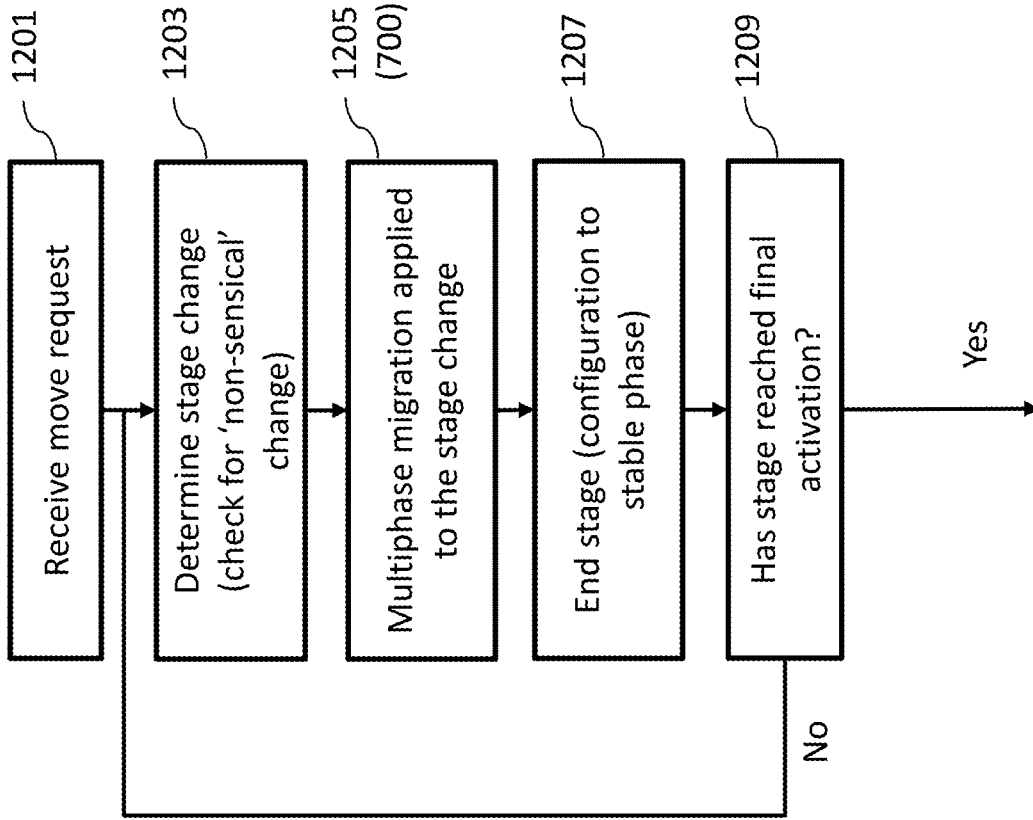 Receive move request
1201
Determine stage change
(check for ‘non-sensical’
change)
1203
Multiphase migration applied
to the stage change
1205
(700)
End stage (configuration to
stable phase)
1207
Has stage reached final
activation?
1209
No
Yes